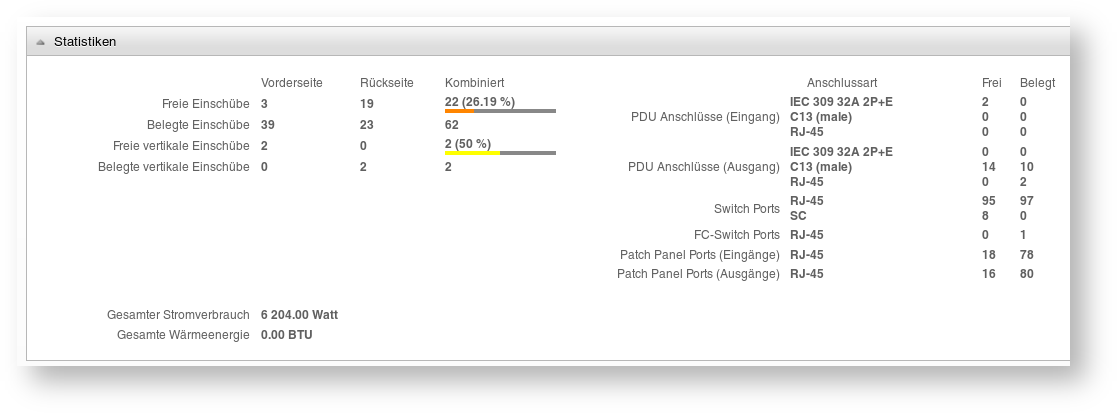 Statistiken
Vorderseite Rückseite Kombiniert
Freie Einschübe 3 19 22 (26.19 %)
Belegte Einschübe 39 23 62
Freie vertikale Einschübe 2 0 2 (50 %)
Belegte vertikale Einschübe 0 2 2
Gesamter Stromverbrauch 6 204.00 Watt
Gesamte Wärmeenergie 0.00 BTU
Anschlussart Frei Belegt
IEC 309 32A 2P+E 2 0
PDU Anschlüsse (Eingang) C13 (male) 0 0
RJ-45 0 0
IEC 309 32A 2P+E 0 0
PDU Anschlüsse (Ausgang) C13 (male) 14 10
RJ-45 0 2
Switch Ports RJ-45 95 97
SC 8 0
FC-Switch Ports RJ-45 0 1
Patch Panel Ports (Eingänge) RJ-45 18 78
Patch Panel Ports (Ausgänge) RJ-45 16 80